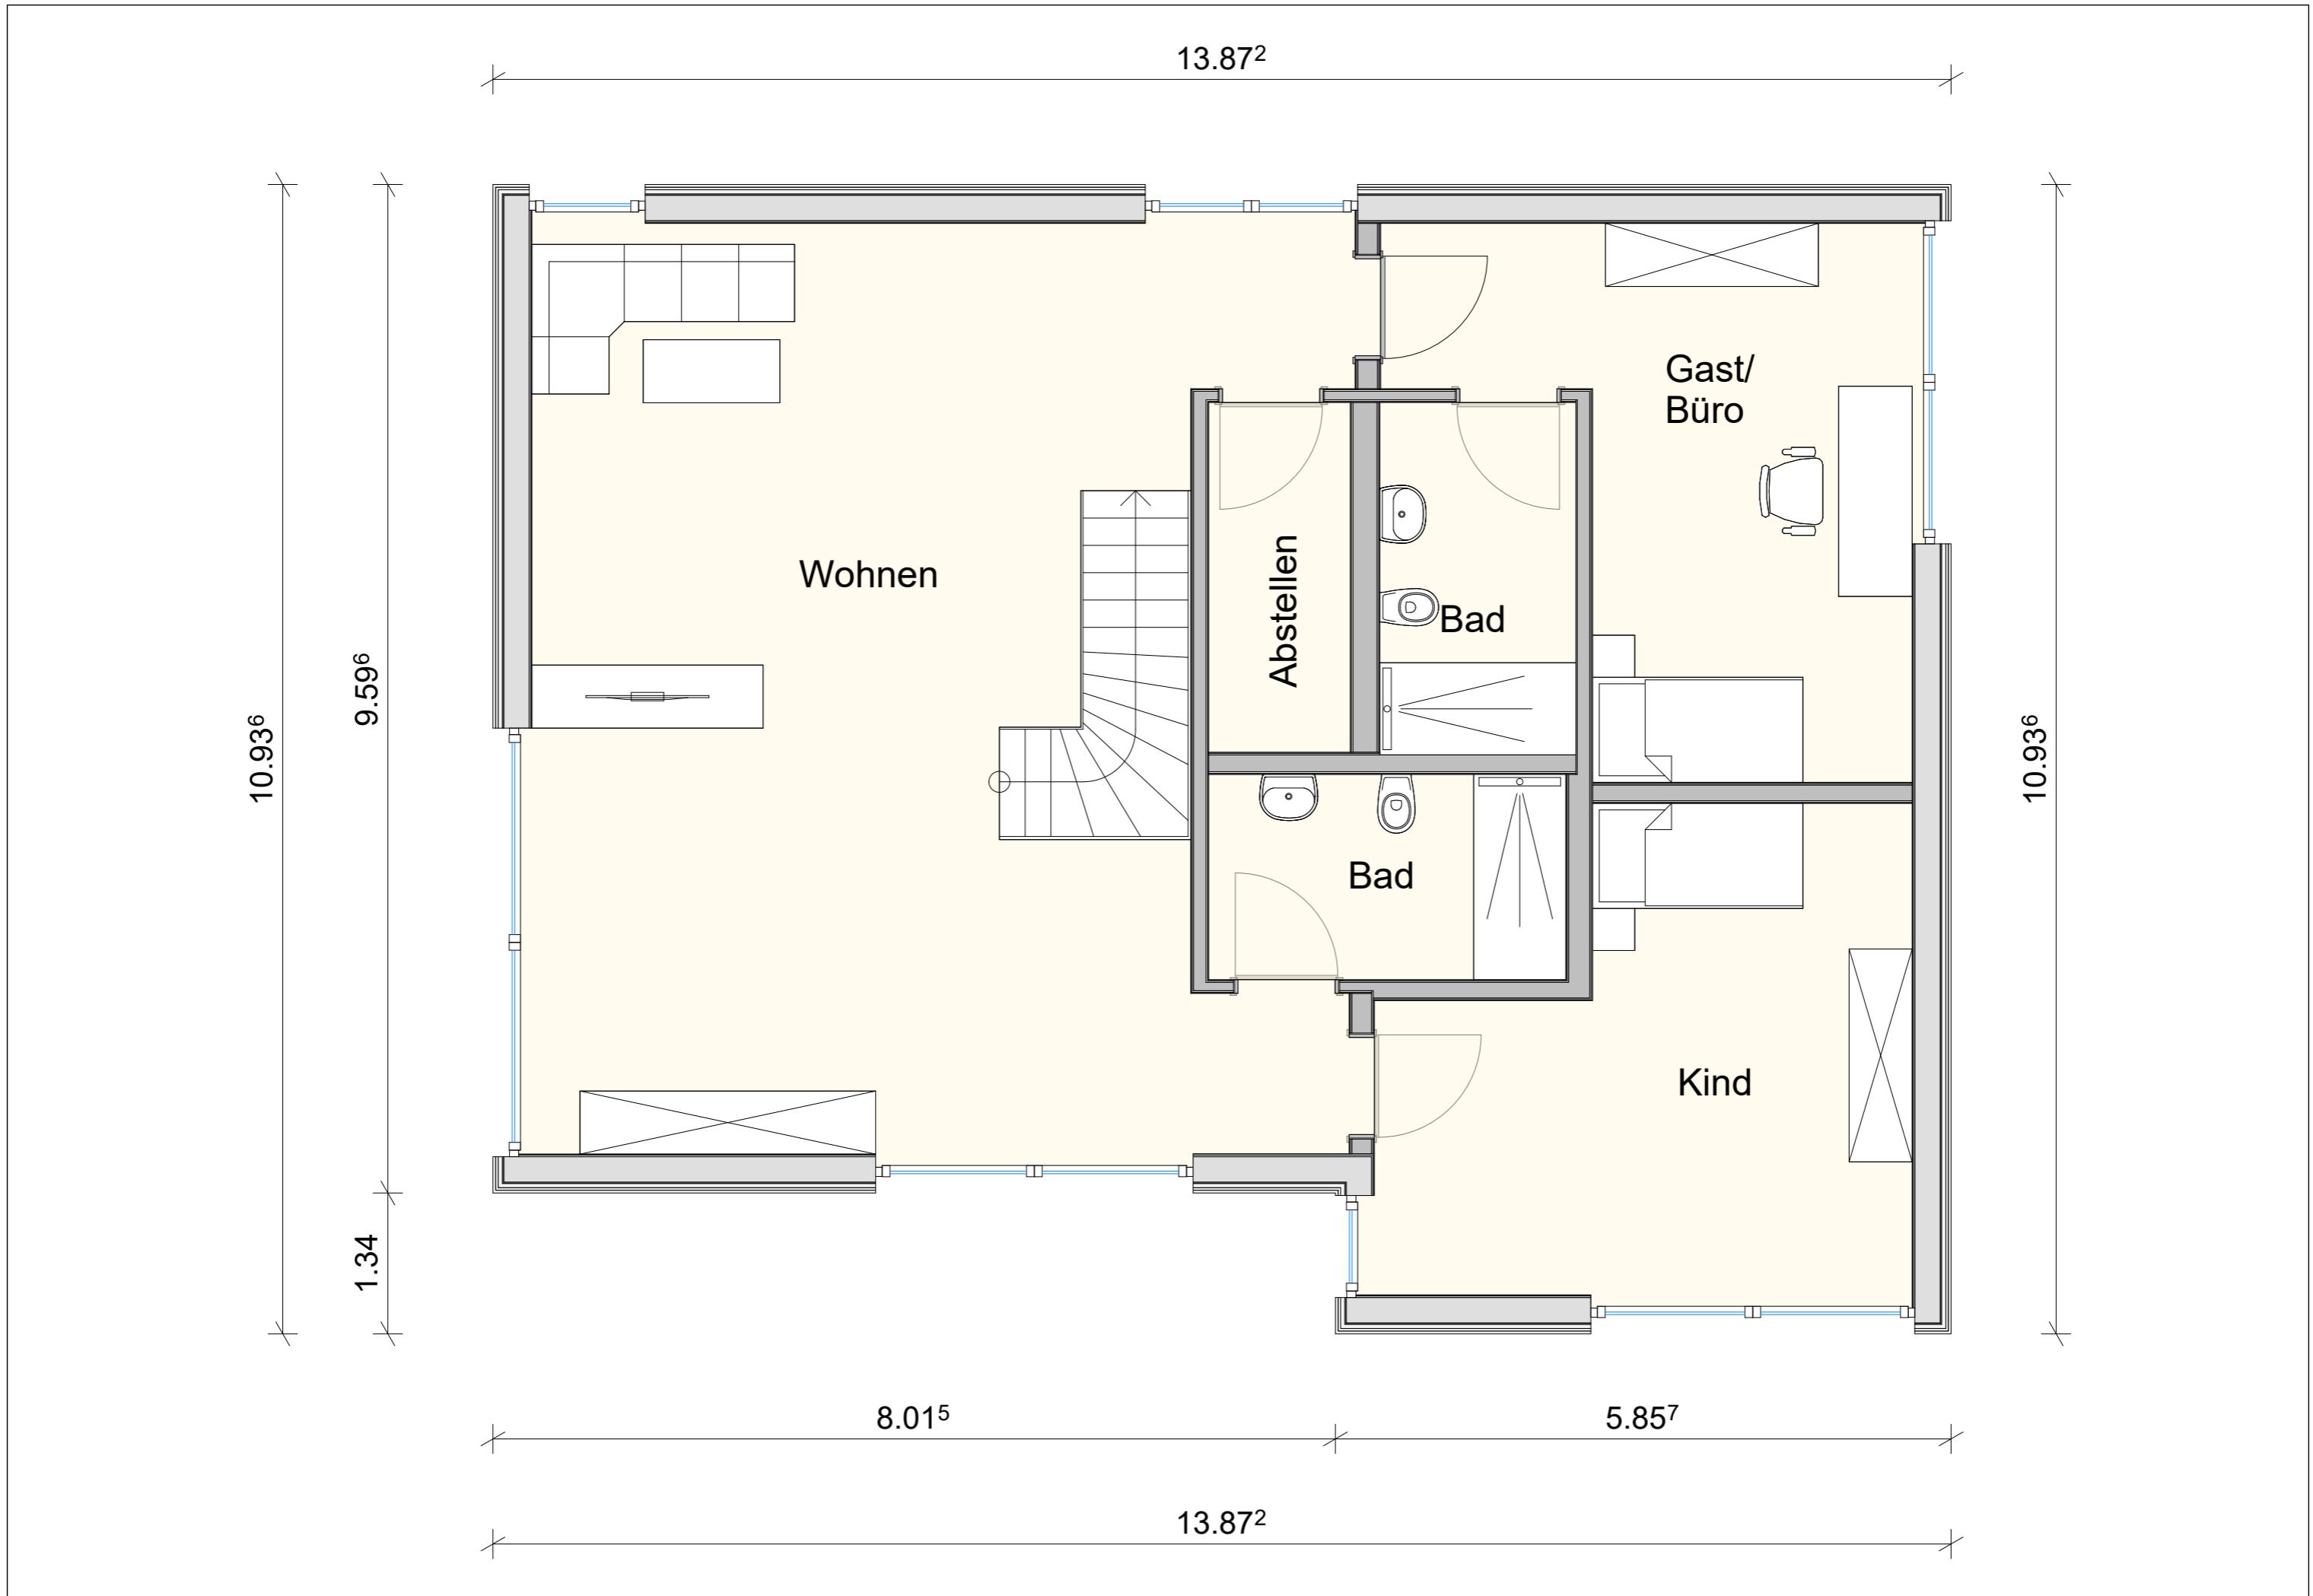 13.87²
Gast/
Büro
Wohnen
Abstellen
Bad
9.59⁶
10.93⁶
10.93⁶
Bad
Kind
1.34
8.01⁵
5.85⁷
13.87²